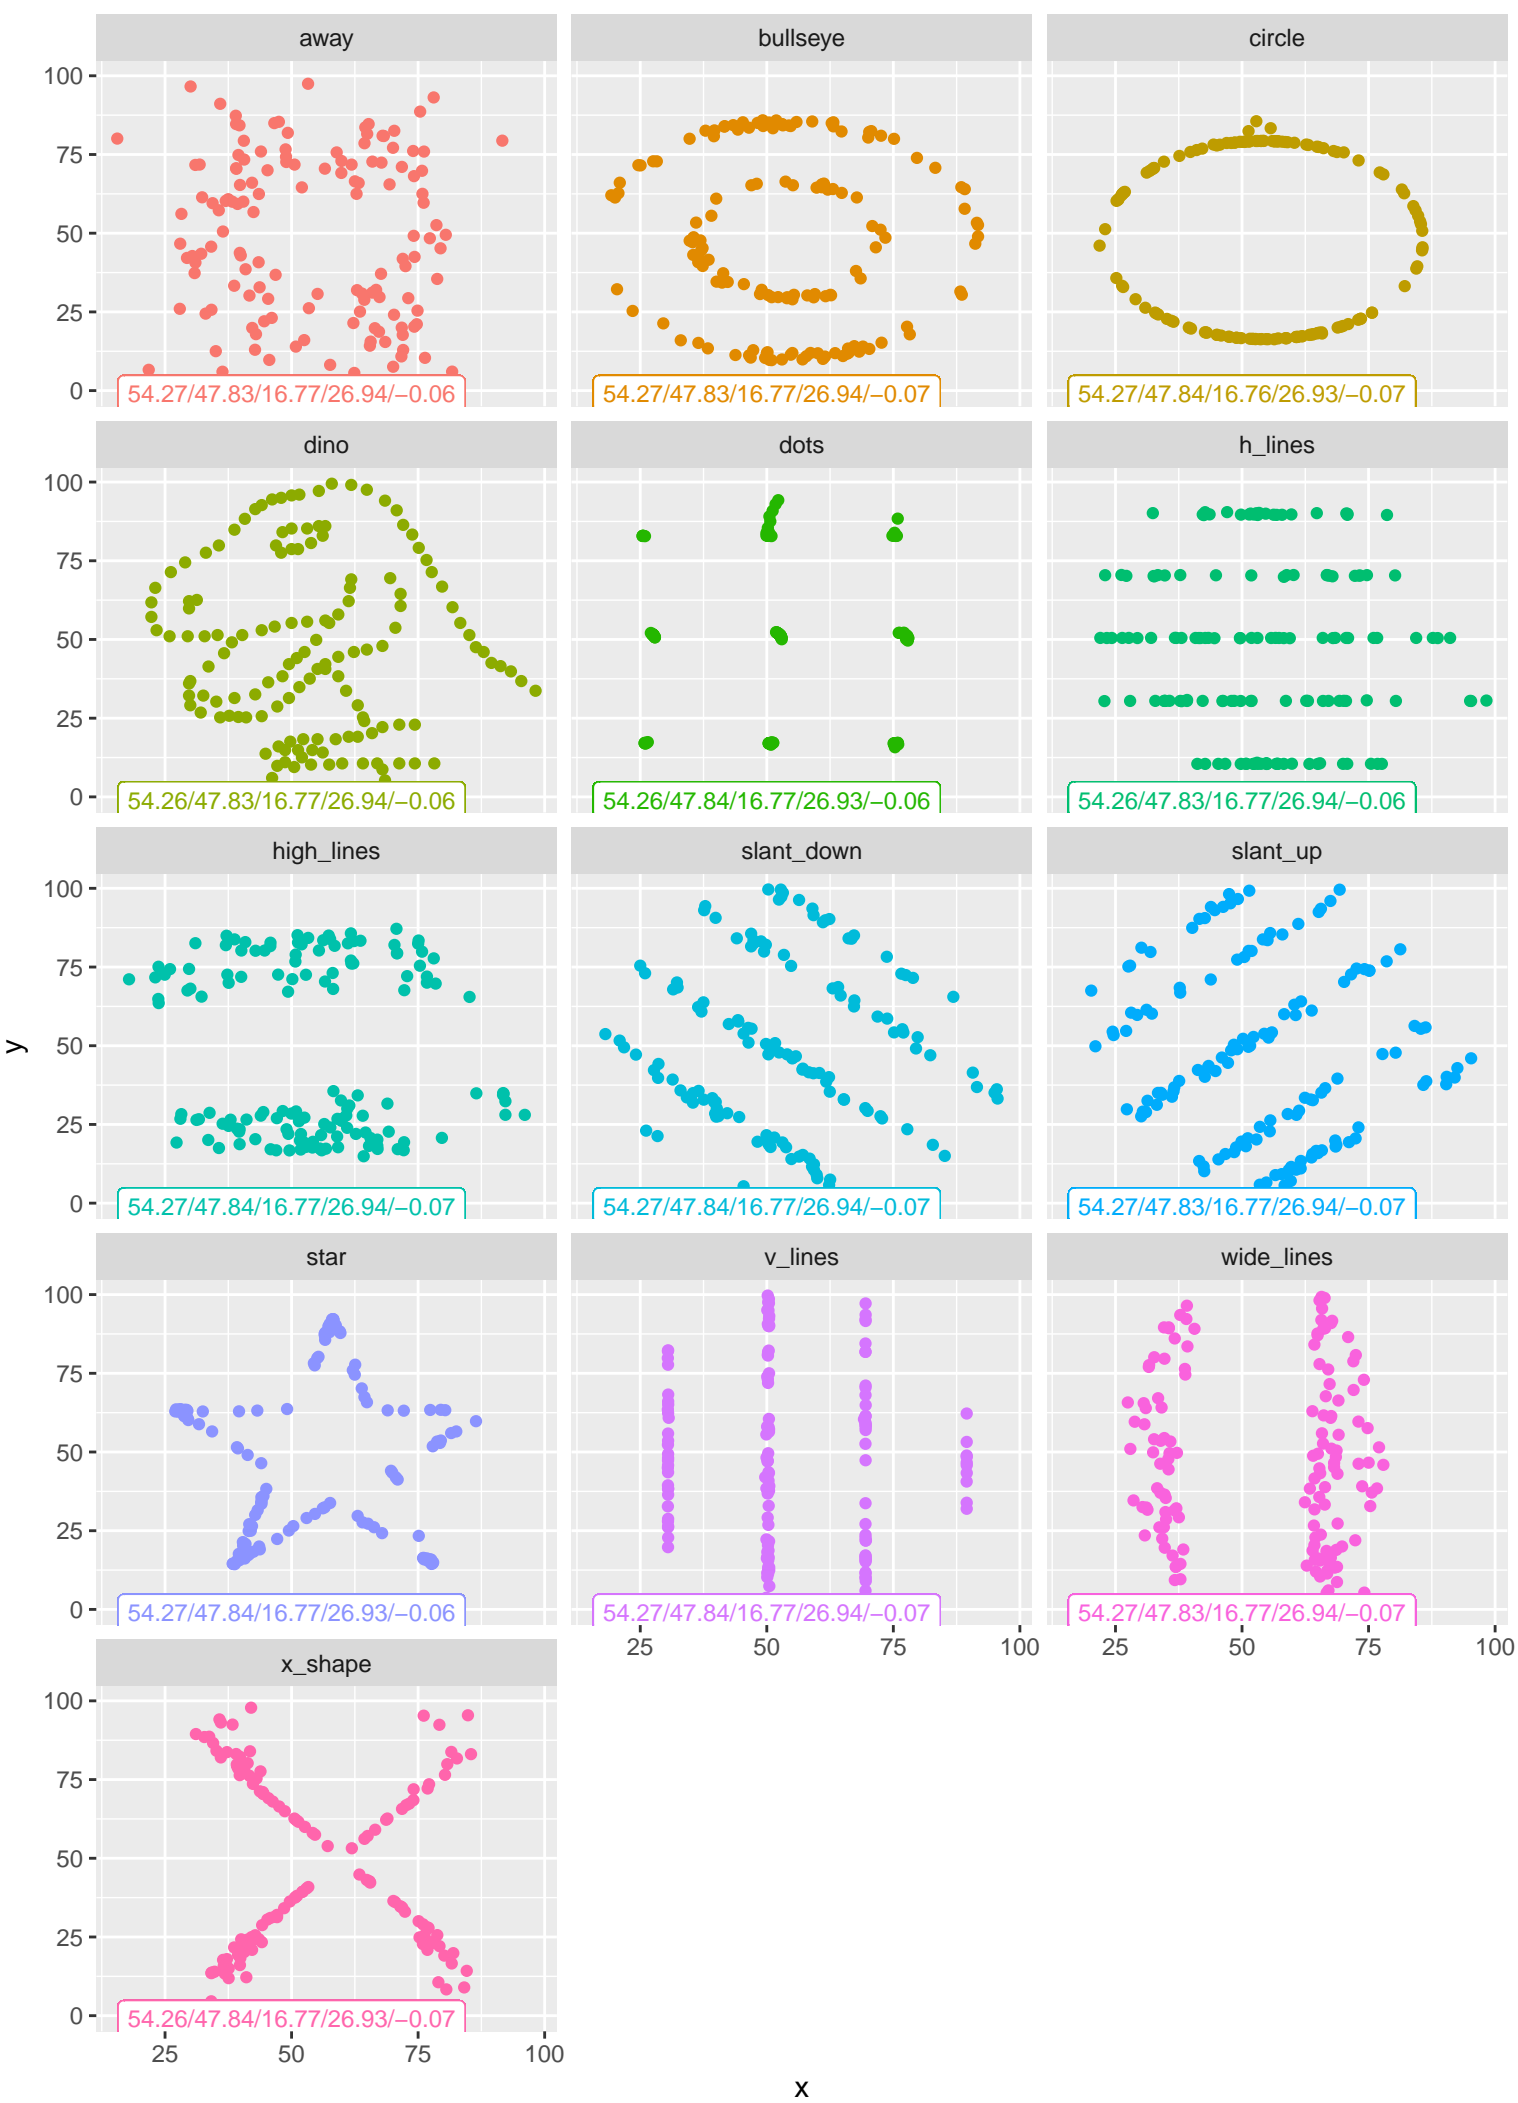 away bullseye circle
100
75
50
25
0
54.27/47.83/16.77/26.94/−0.06 54.27/47.83/16.77/26.94/−0.07 54.27/47.84/16.76/26.93/−0.07
dino dots h_lines
100
75
50
25
0
54.26/47.83/16.77/26.94/−0.06 54.26/47.84/16.77/26.93/−0.06 54.26/47.83/16.77/26.94/−0.06
high_lines slant_down slant_up
100
75
50
25
0
54.27/47.84/16.77/26.94/−0.07 54.27/47.84/16.77/26.94/−0.07 54.27/47.83/16.77/26.94/−0.07
y
star v_lines wide_lines
100
75
50
25
0
54.27/47.84/16.77/26.93/−0.06 54.27/47.84/16.77/26.94/−0.07 54.27/47.83/16.77/26.94/−0.07
25 50 75 100 25 50 75 100
x_shape
100
75
50
25
0
54.26/47.84/16.77/26.93/−0.07
25 50 75 100
x